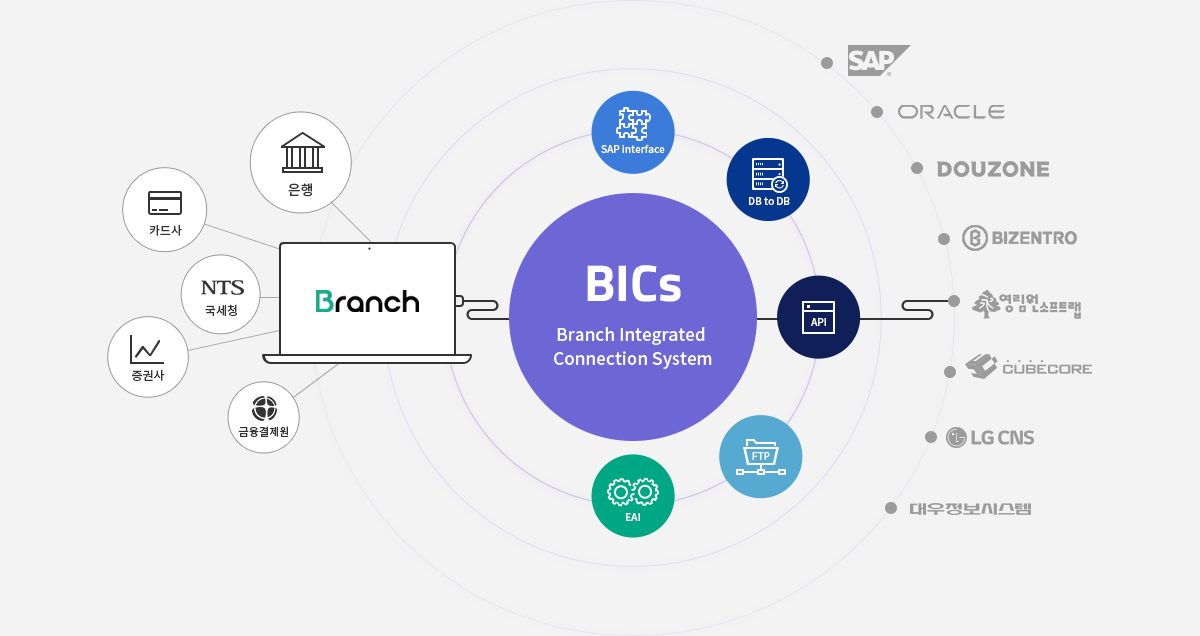 은행
카드사
NTS
국세청
증권사
금융결제원
Branch
BICs
Branch Integrated
Connection System
SAP interface
DB to DB
API
FTP
EAI
SAP
ORACLE
DOUZONE
BIZENTRO
영림원
소프트랩
CUBECORE
LG CNS
대우정보시스템